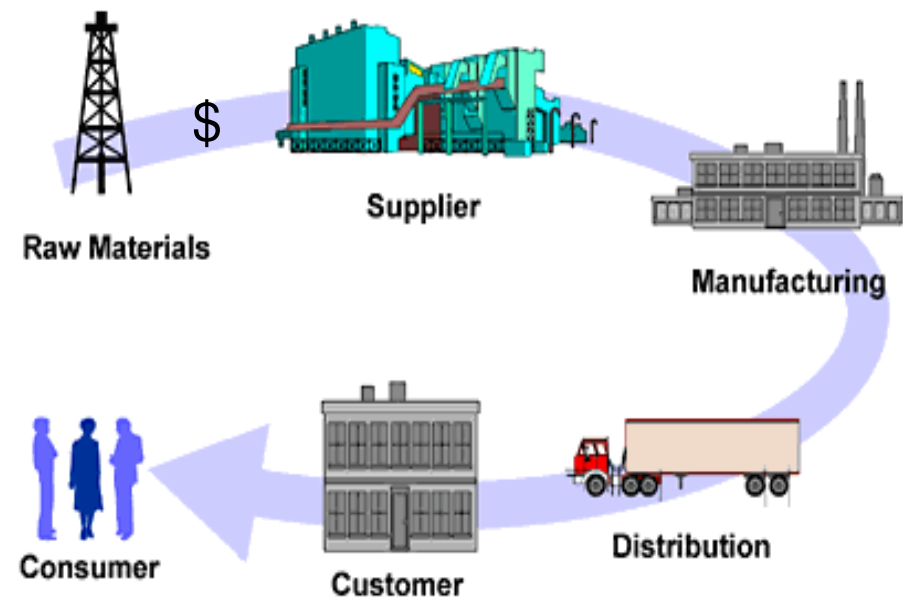 $
Supplier
Raw Materials
Manufacturing
Distribution
Consumer
Customer